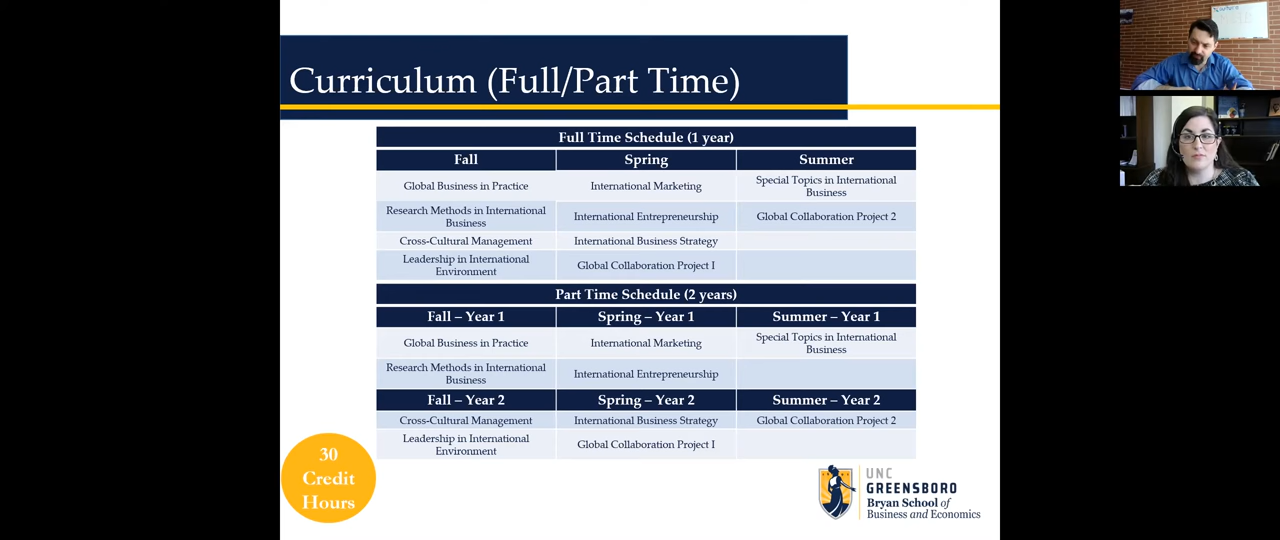 Curriculum (Full/Part Time)
Full Time Schedule (1 year)
Fall
Spring
Summer
Global Business in Practice
International Marketing
Special Topics in International
Business
Research Methods in International
Business
International Entrepreneurship
Global Collaboration Project 2
Cross-Cultural Management
International Business Strategy
Leadership in International
Environment
Global Collaboration Project I
Part Time Schedule (2 years)
Fall – Year 1
Spring – Year 1
Summer – Year 1
Global Business in Practice
International Marketing
Special Topics in International
Business
Research Methods in International
Business
International Entrepreneurship
Fall – Year 2
Spring – Year 2
Summer – Year 2
Cross-Cultural Management
International Business Strategy
Global Collaboration Project 2
Leadership in International
Environment
Global Collaboration Project I
30
Credit
Hours
UNC
GREENSBORO
Bryan School of
Business and Economics